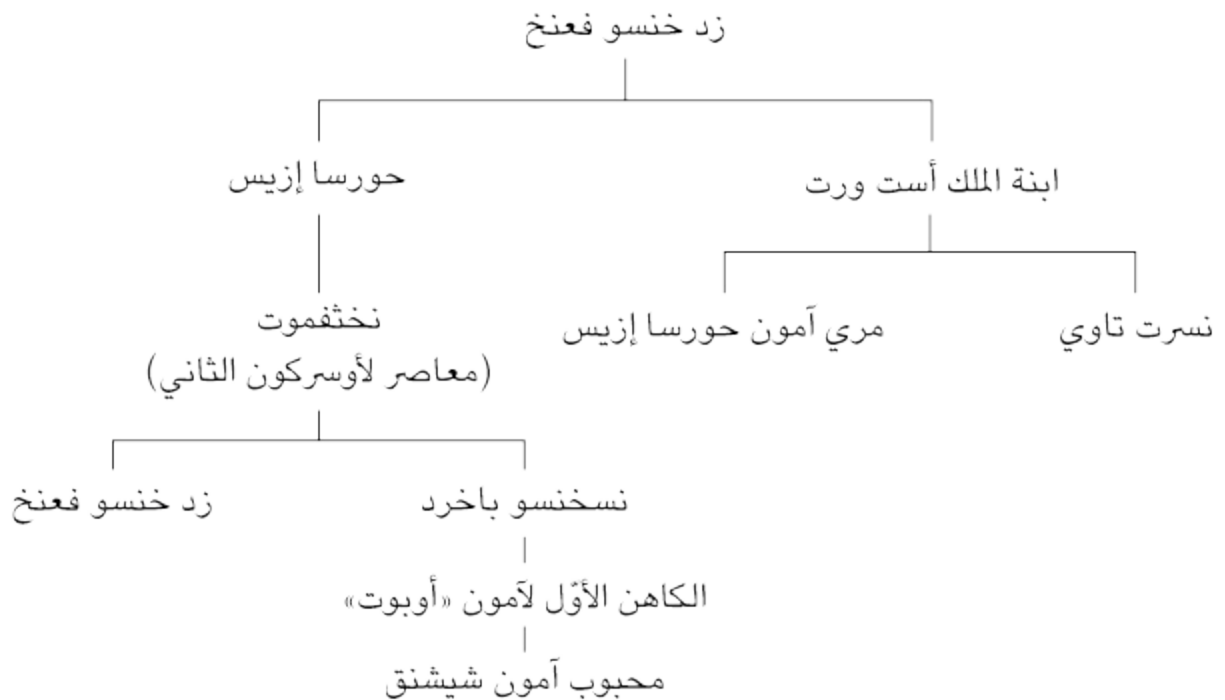 زد خنسو فعنخ
ابنة الملك أست ورت
حورسا إزيس
نسرت تاوي
مري آمون حورسا إزيس
نخثفموت
(معاصر لأوسركون الثاني)
نسخنسو باخرد
زد خنسو فعنخ
الكاهن الأوّل لآمون «أوبوت»
محبوب آمون شيشنق